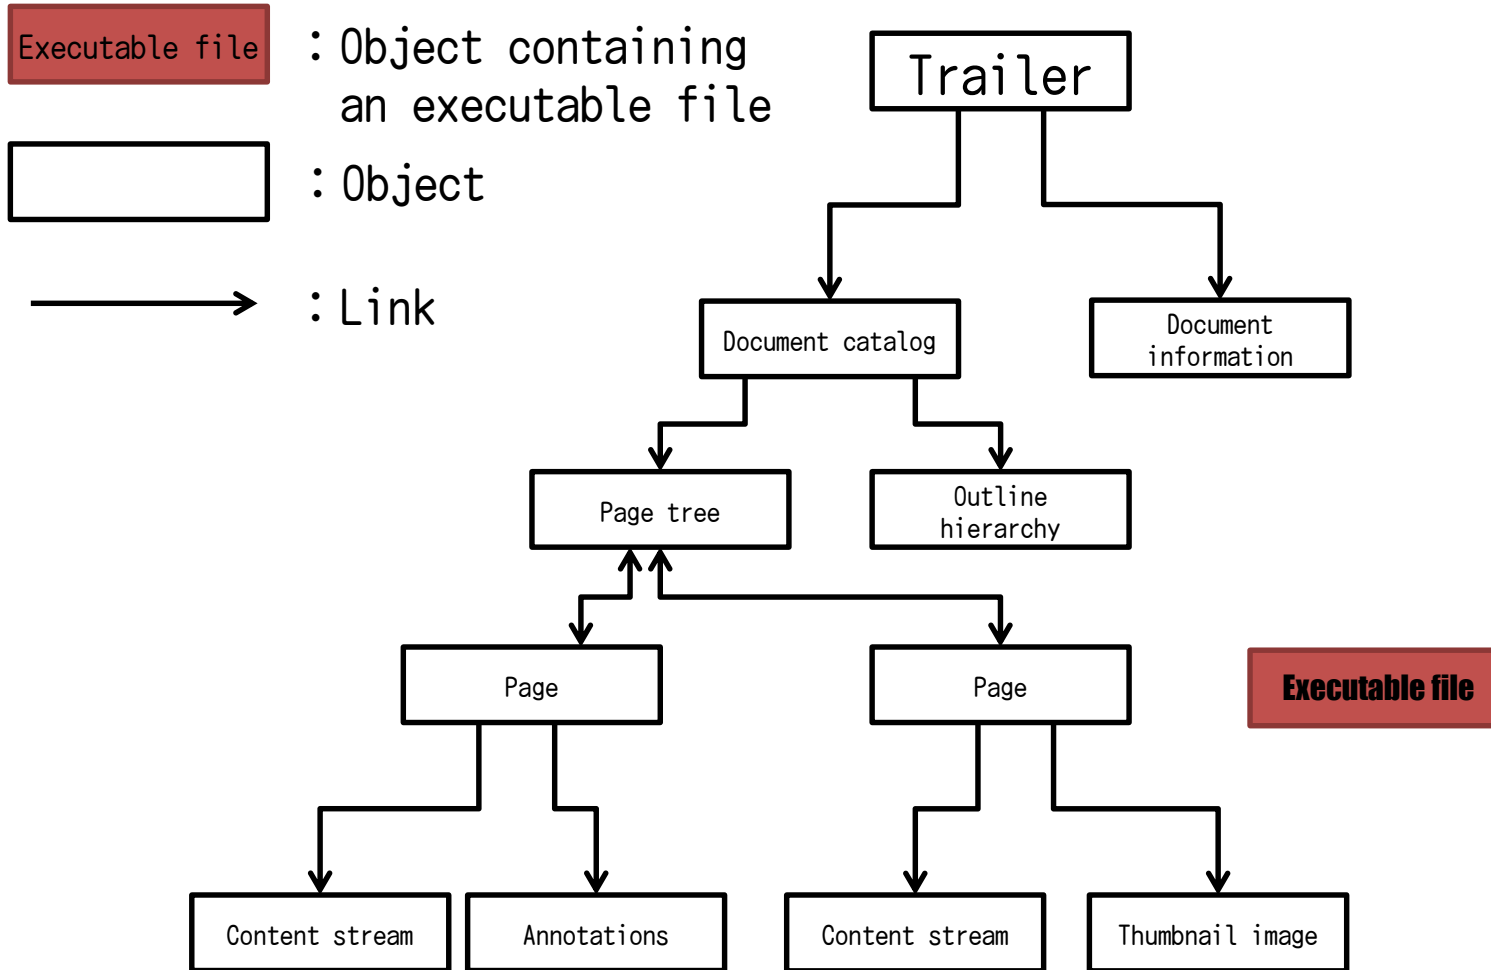 Executable file
: Object containing
an executable file
: Object
: Link
Trailer
Document catalog
Document
information
Page tree
Outline
hierarchy
Page
Page
Executable file
Content stream
Annotations
Content stream
Thumbnail image